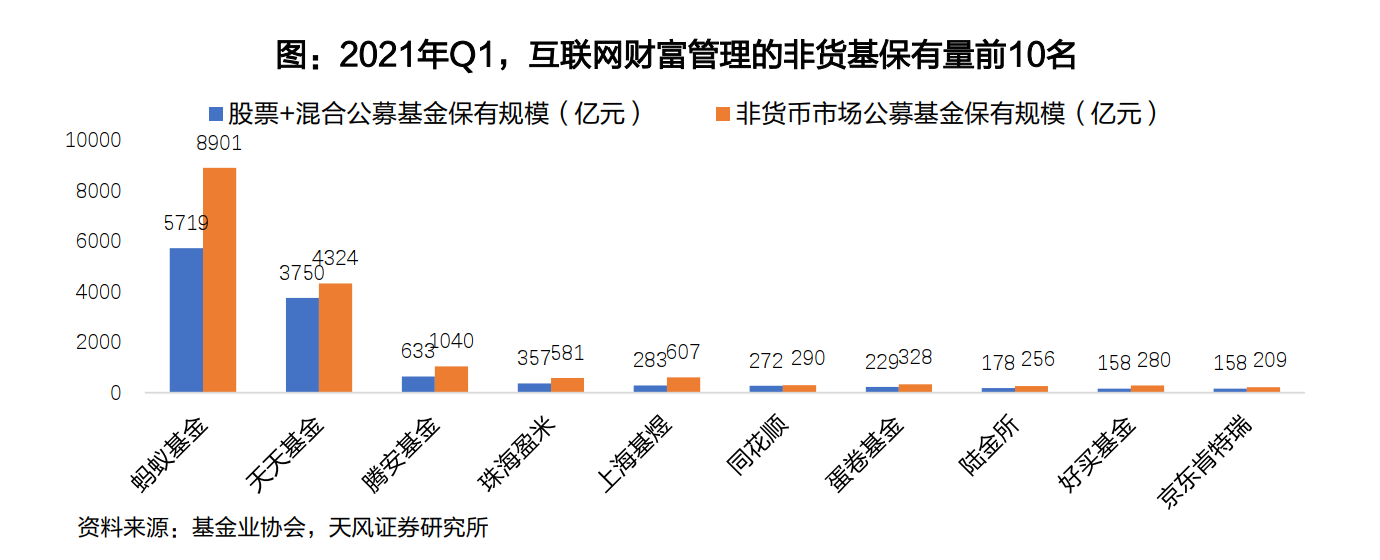 图：2021年Q1，互联网财富管理的非货基保有量前10名
股票+混合公募基金保有规模（亿元） 非货币市场公募基金保有规模（亿元）
10000
8000
6000
4000
2000
0
5719 8901
3750 4324
633 1040
357 581
283 607
272 290
229 328
178 256
158 280
158 209
蚂蚁基金
天天基金
腾安基金
珠海盈米
上海基煜
同花顺
蛋卷基金
陆金所
好买基金
京东肯特瑞
资料来源：基金业协会，天风证券研究所